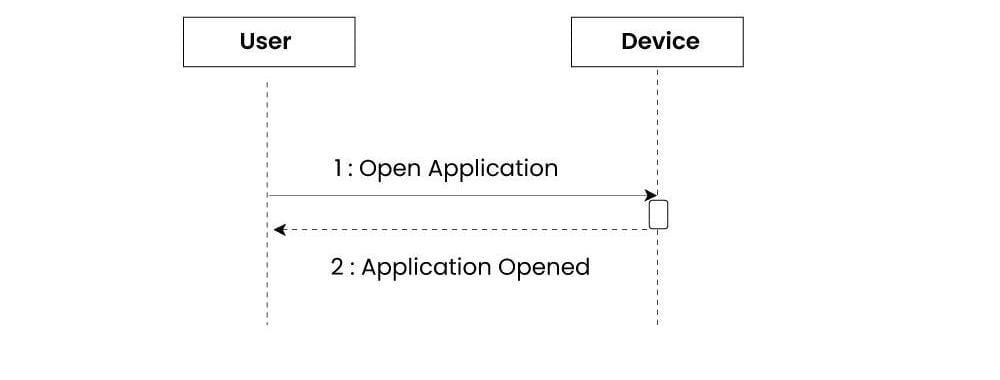 User
Device
1 : Open Application
2 : Application Opened